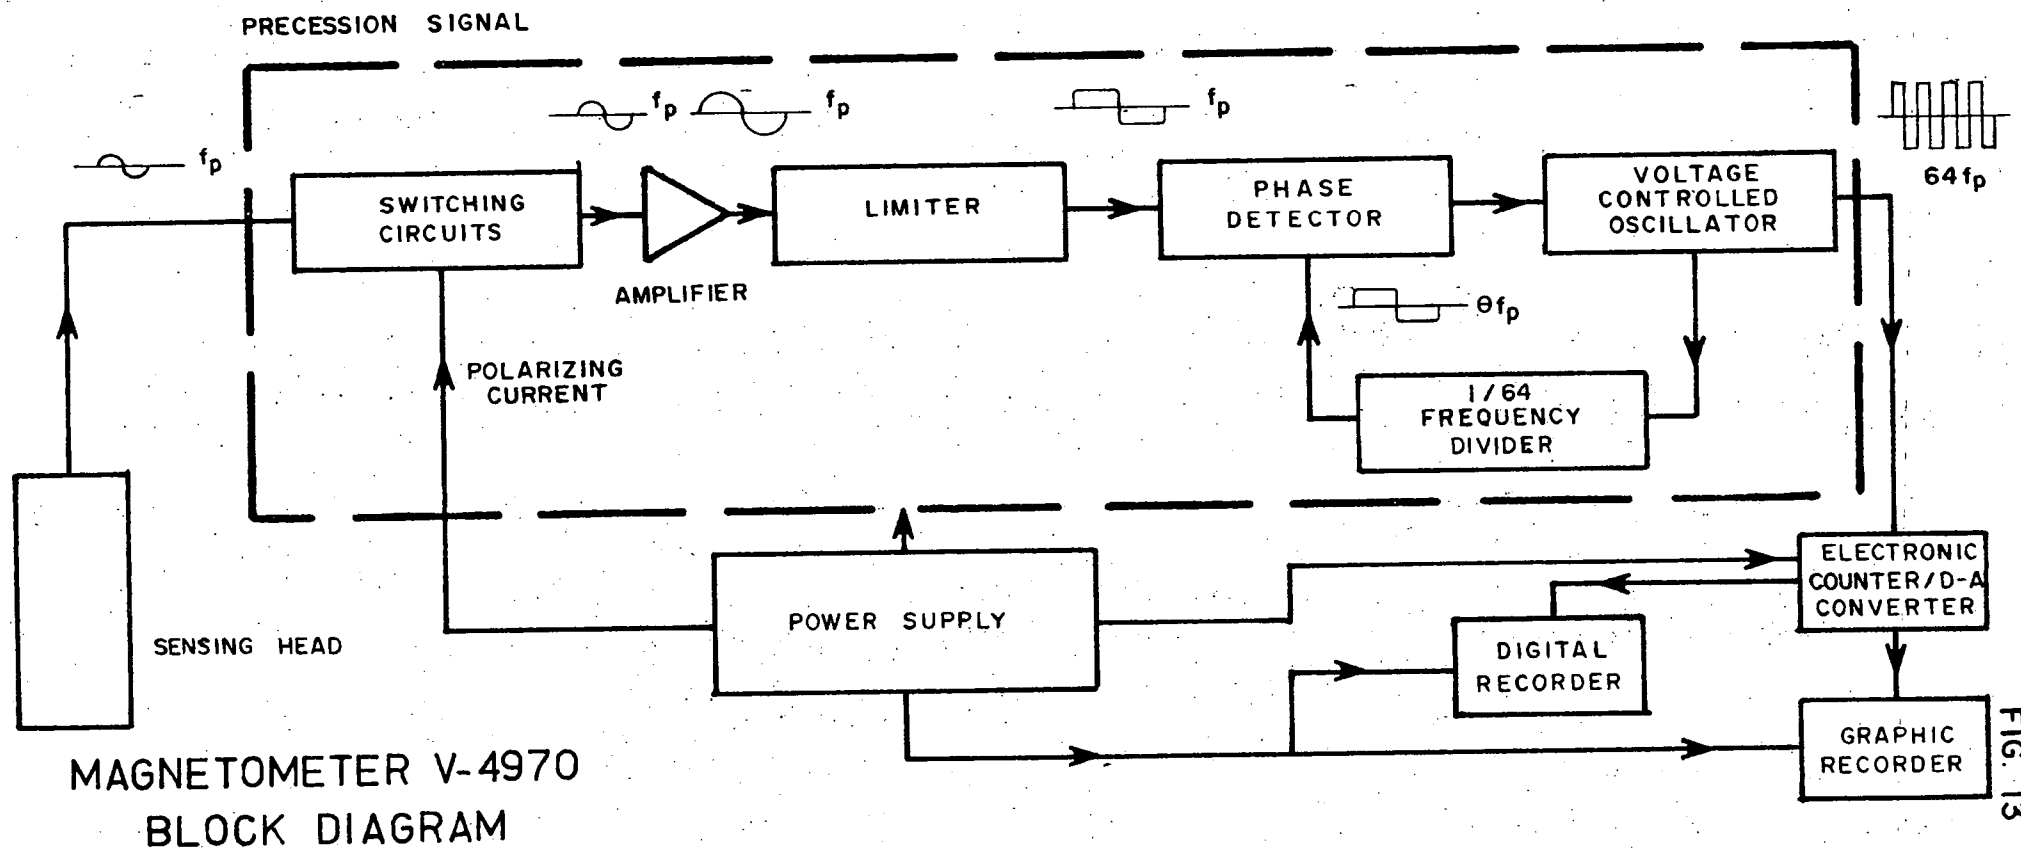 PRECESSION SIGNAL
fp
fp
fp
fp
64fp
SWITCHING
CIRCUITS
AMPLIFIER
LIMITER
PHASE
DETECTOR
VOLTAGE
CONTROLLED
OSCILLATOR
θfp
1/64
FREQUENCY
DIVIDER
POLARIZING
CURRENT
SENSING HEAD
POWER SUPPLY
ELECTRONIC
COUNTER/D-A
CONVERTER
DIGITAL
RECORDER
GRAPHIC
RECORDER
FIG. 13
MAGNETOMETER V-4970
BLOCK DIAGRAM